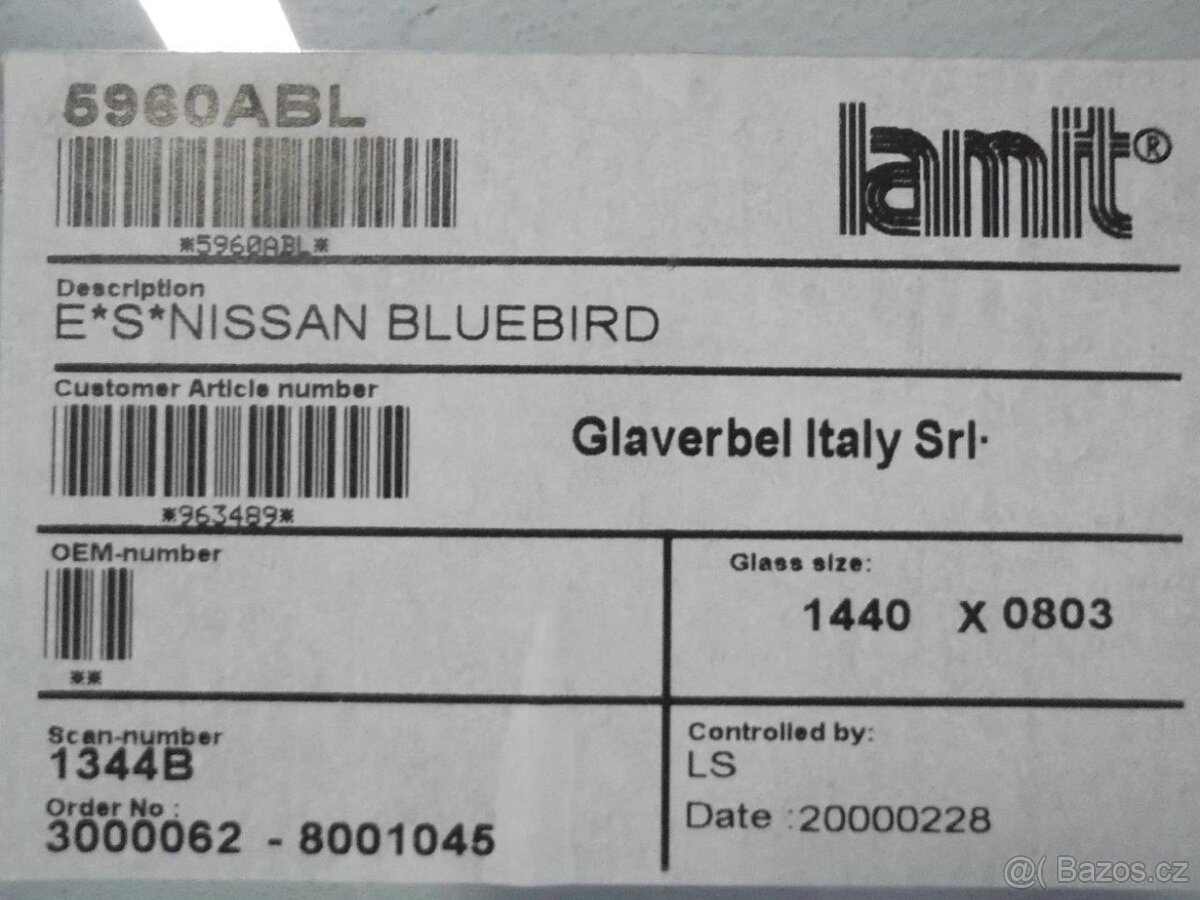 5960ABL
lamit®
*5960ABL*
Description
E*S*NISSAN BLUEBIRD
Customer Article number
Glaverbel Italy Srl.
*963489*
OEM-number
**
Glass size:
1440 X 0803
Scan-number
1344B
Order No :
3000062 - 8001045
Controlled by:
LS
Date :20000228
@( Bazos.cz